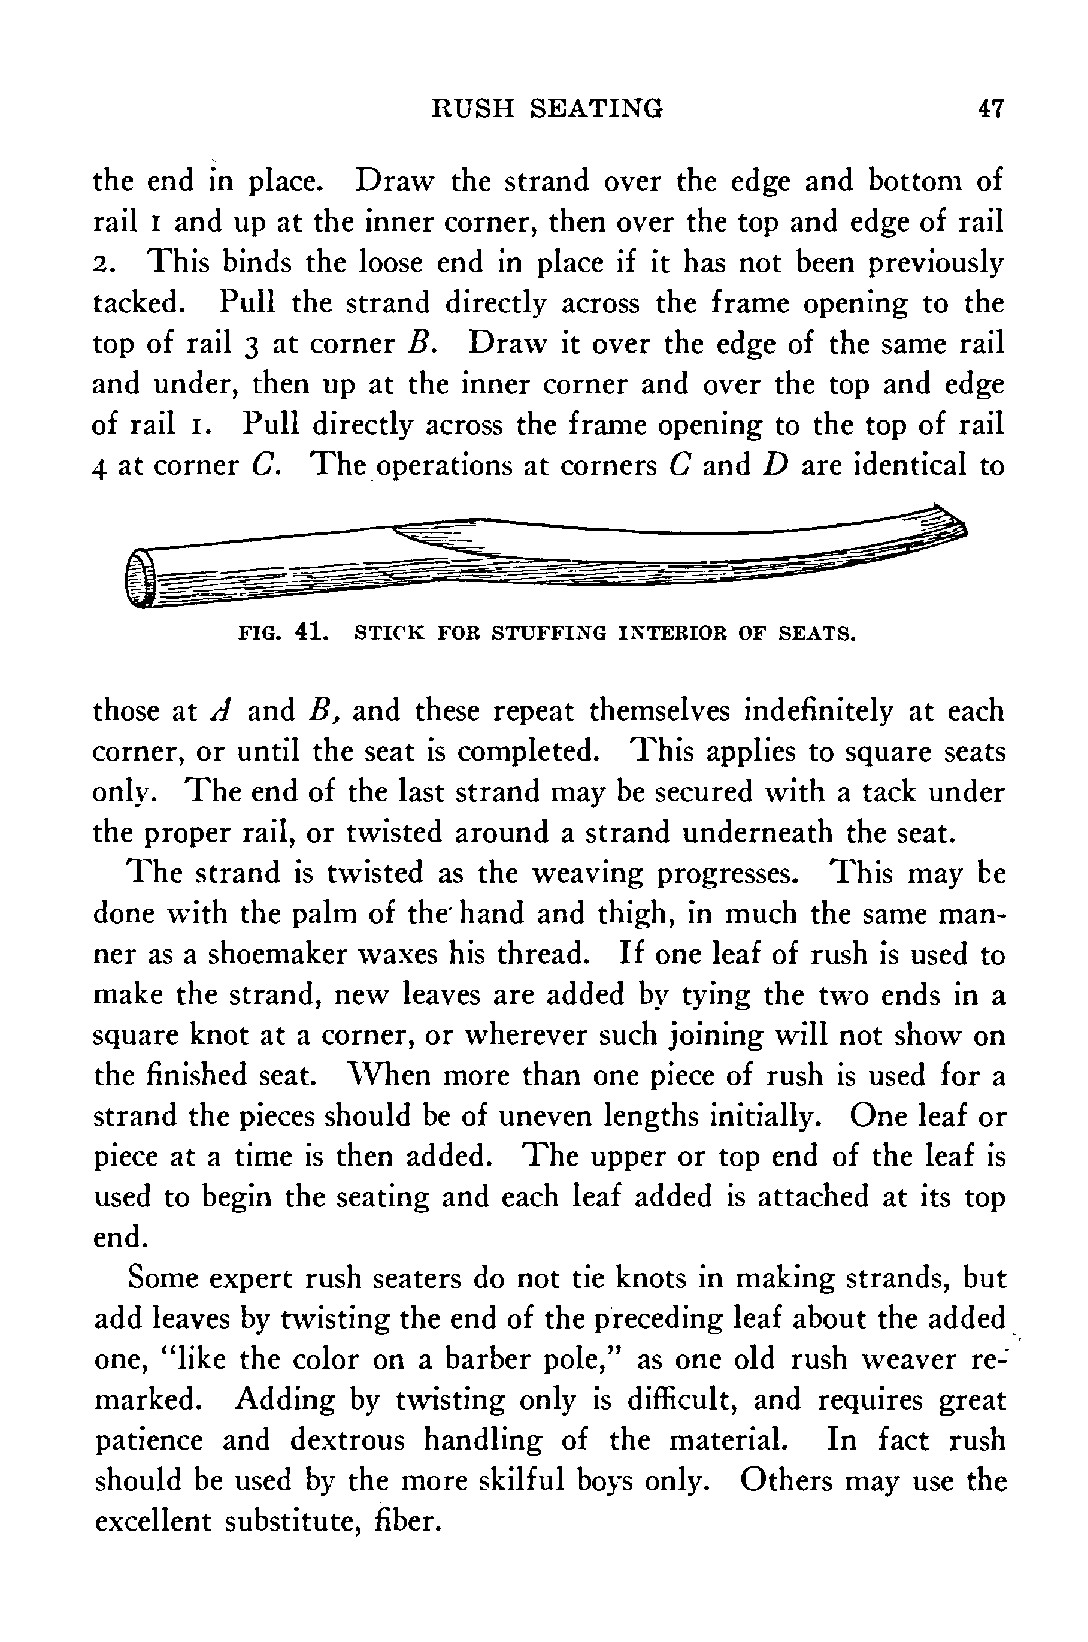 RUSH SEATING 47
the end in place. Draw the strand over the edge and bottom of
rail 1 and up at the inner corner, then over the top and edge of rail
2. This binds the loose end in place if it has not been previously
tacked. Pull the strand directly across the frame opening to the
top of rail 3 at corner B. Draw it over the edge of the same rail
and under, then up at the inner corner and over the top and edge
of rail 1. Pull directly across the frame opening to the top of rail
4 at corner C. The operations at corners C and D are identical to
FIG. 41. STICK FOR STUFFING INTERIOR OF SEATS.
those at A and B, and these repeat themselves indefinitely at each
corner, or until the seat is completed. This applies to square seats
only. The end of the last strand may be secured with a tack under
the proper rail, or twisted around a strand underneath the seat.
The strand is twisted as the weaving progresses. This may be
done with the palm of the hand and thigh, in much the same man-
ner as a shoemaker waxes his thread. If one leaf of rush is used to
make the strand, new leaves are added by tying the two ends in a
square knot at a corner, or wherever such joining will not show on
the finished seat. When more than one piece of rush is used for a
strand the pieces should be of uneven lengths initially. One leaf or
piece at a time is then added. The upper or top end of the leaf is
used to begin the seating and each leaf added is attached at its top
end.
Some expert rush seaters do not tie knots in making strands, but
add leaves by twisting the end of the preceding leaf about the added
one, "like the color on a barber pole," as one old rush weaver re-
marked. Adding by twisting only is difficult, and requires great
patience and dextrous handling of the material. In fact rush
should be used by the more skilful boys only. Others may use the
excellent substitute, fiber.